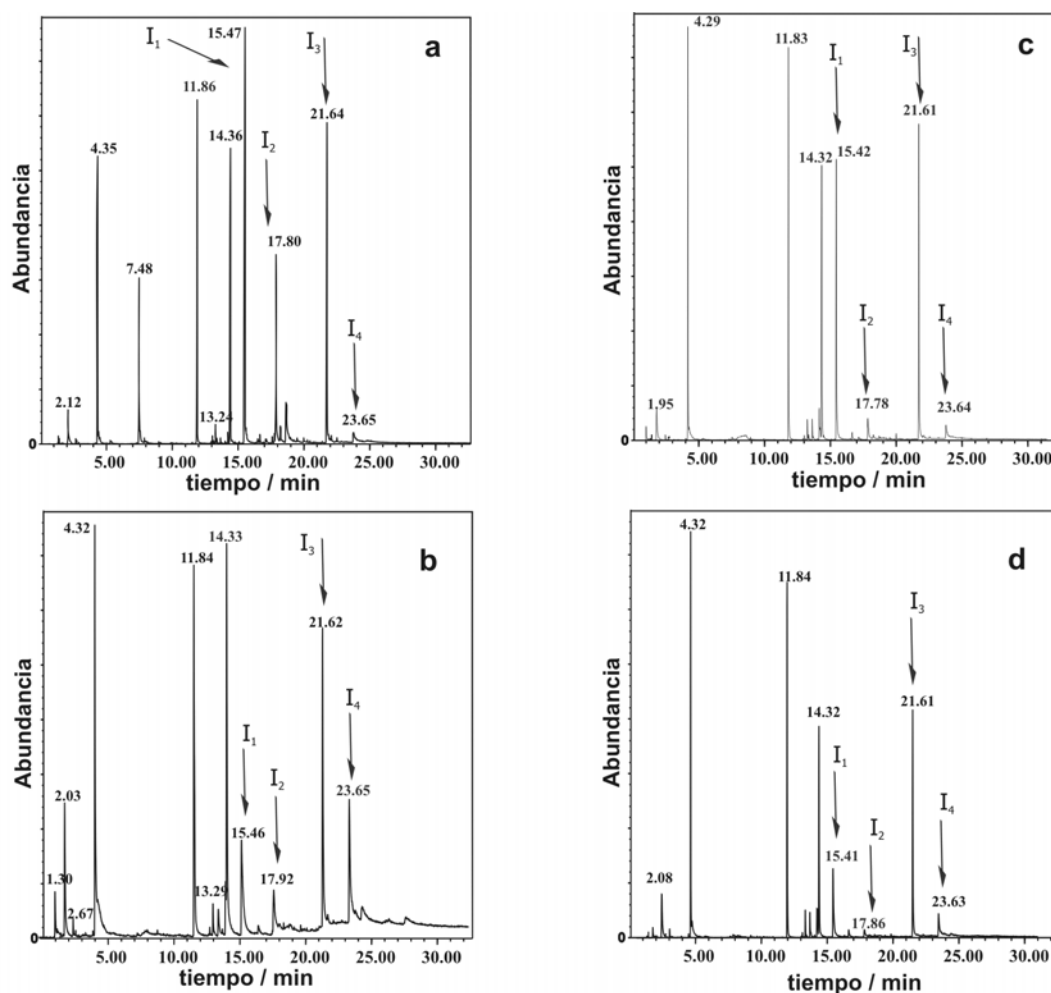 a
Abundancia
I₁
15.47
I₃
11.86
21.64
14.36
I₂
4.35
17.80
7.48
I₄
2.12
13.24
23.65
0
5.00 10.00 15.00 20.00 25.00 30.00
tiempo / min
c
Abundancia
4.29
11.83
I₁
I₃
21.61
14.32 15.42
I₂
I₄
1.95
17.78
23.64
0
5.00 10.00 15.00 20.00 25.00 30.00
tiempo / min
b
Abundancia
4.32
14.33
I₃
11.84
21.62
I₄
I₁
I₂
2.03
23.65
15.46
1.30
13.29
17.92
2.67
0
5.00 10.00 15.00 20.00 25.00 30.00
tiempo / min
d
Abundancia
4.32
11.84
I₃
21.61
14.32
I₁
I₄
I₂
15.41
2.08
17.86
23.63
0
5.00 10.00 15.00 20.00 25.00 30.00
tiempo / min